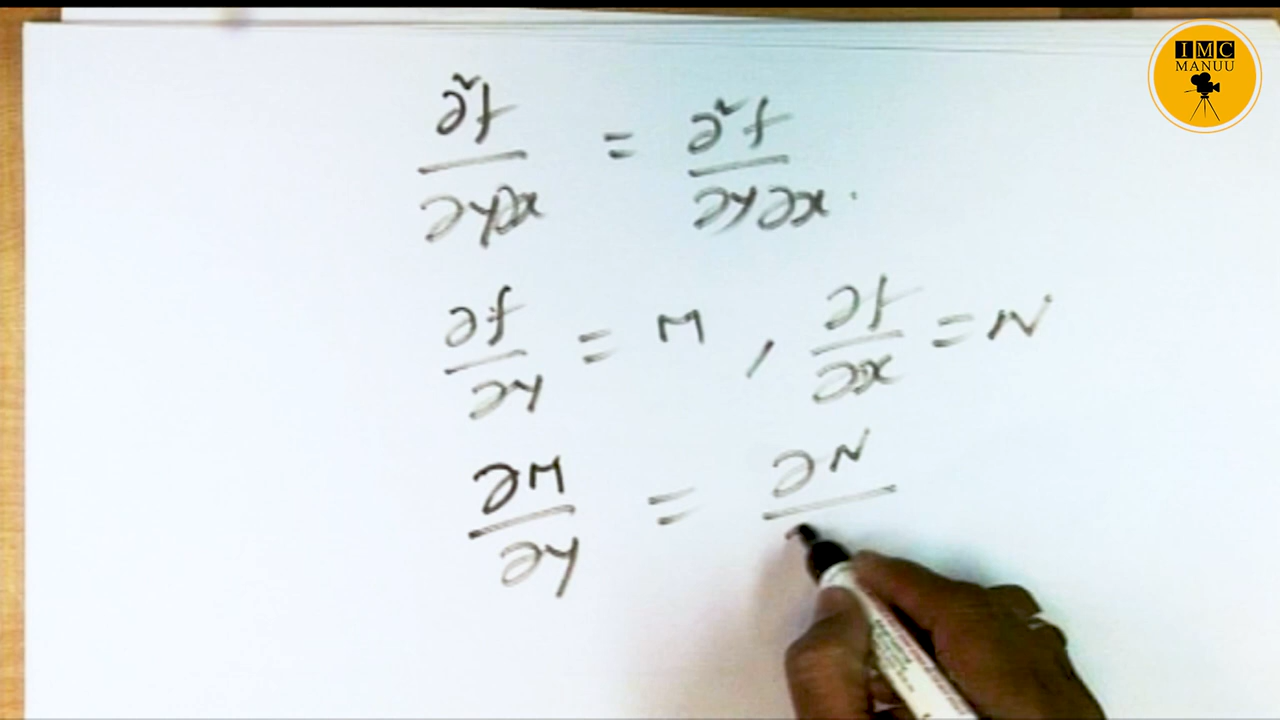 IMC
MANUU
∂²f/∂y∂x = ∂²f/∂y∂x.
∂f/∂y = M, ∂f/∂x = N
∂M/∂y = ∂N/